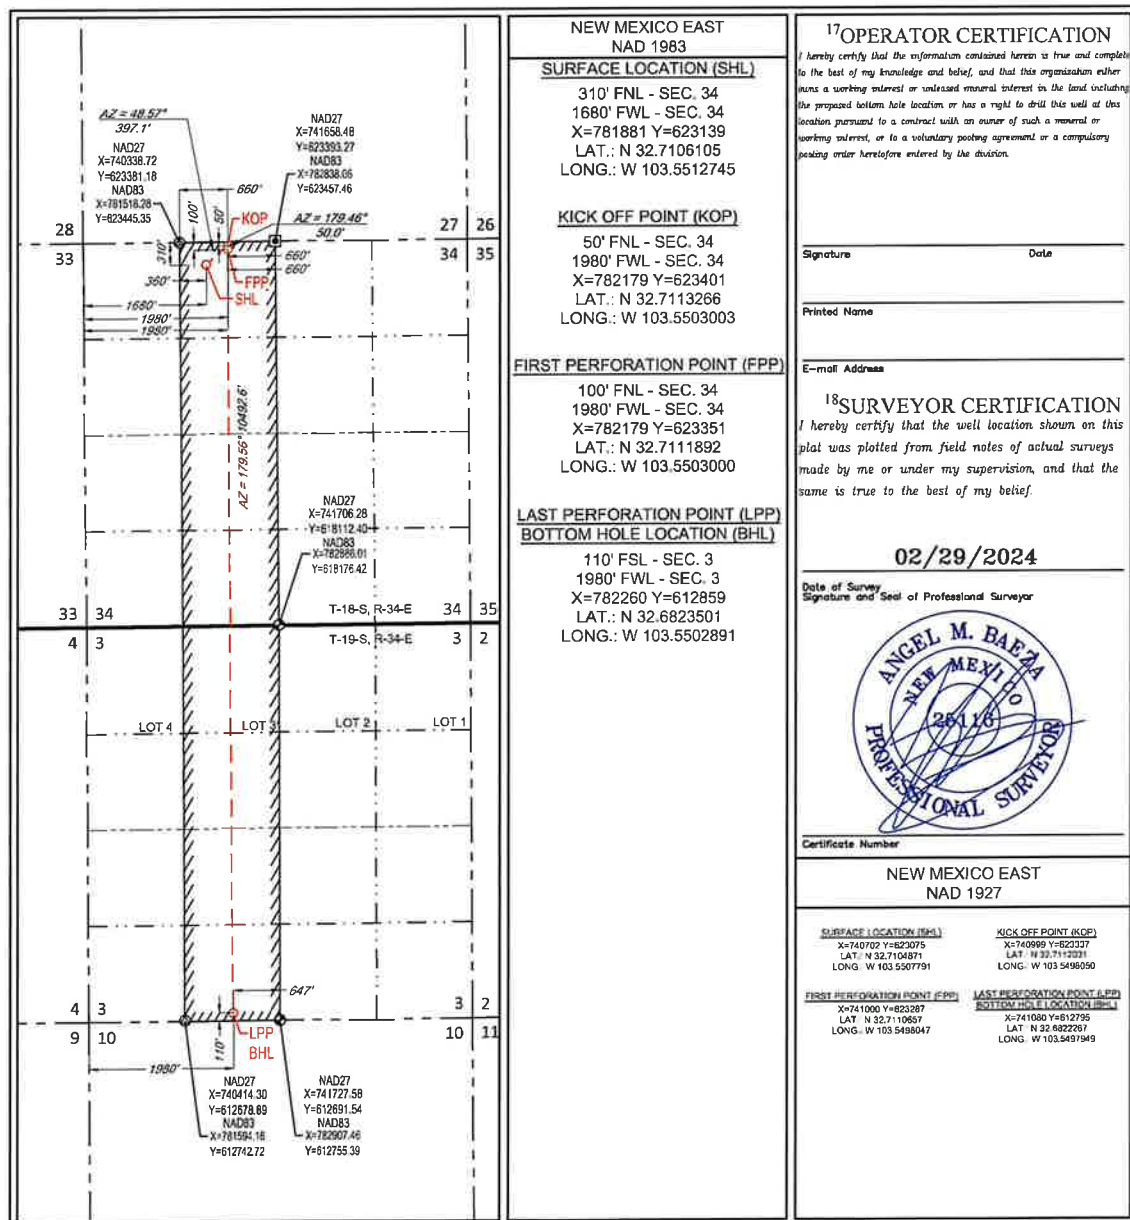 AZ = 48.57°
397.1'
NAD27
X=740338.72
Y=623381.18
NAD83
X=781518.28
Y=623445.35
NAD27
X=741658.48
Y=623393.27
NAD83
X=782838.06
Y=623457.46
660'
100'
50'
KOP
AZ = 179.46°
50.0'
28
33
27
26
34
35
310'
660'
660'
FPP
360'
SHL
1680'
1980'
1980'
AZ = 179.56° 10492.6'
NAD27
X=741706.28
Y=618112.40
NAD83
X=782886.01
Y=618176.42
33
34
T-18-S, R-34-E
34
35
4
3
T-19-S, R-34-E
3
2
LOT 4
LOT 3
LOT 2
LOT 1
647'
4
3
3
2
9
10
10
11
LPP
BHL
110'
1980'
NAD27
X=740414.30
Y=612678.89
NAD83
X=781594.16
Y=612742.72
NAD27
X=741727.58
Y=612691.54
NAD83
X=782907.46
Y=612755.39
NEW MEXICO EAST
NAD 1983
SURFACE LOCATION (SHL)
310' FNL - SEC. 34
1680' FWL - SEC. 34
X=781881 Y=623139
LAT.: N 32.7106105
LONG.: W 103.5512745
KICK OFF POINT (KOP)
50' FNL - SEC. 34
1980' FWL - SEC. 34
X=782179 Y=623401
LAT.: N 32.7113266
LONG.: W 103.5503003
FIRST PERFORATION POINT (FPP)
100' FNL - SEC. 34
1980' FWL - SEC. 34
X=782179 Y=623351
LAT.: N 32.7111892
LONG.: W 103.5503000
LAST PERFORATION POINT (LPP)
BOTTOM HOLE LOCATION (BHL)
110' FSL - SEC. 3
1980' FWL - SEC. 3
X=782260 Y=612859
LAT.: N 32.6823501
LONG.: W 103.5502891
17 OPERATOR CERTIFICATION
I hereby certify that the information contained herein is true and complete
to the best of my knowledge and belief, and that this organization either
owns a working interest or unleased mineral interest in the land including
the proposed bottom hole location or has a right to drill this well at this
location pursuant to a contract with an owner of such a mineral or
working interest, or to a voluntary pooling agreement or a compulsory
pooling order heretofore entered by the division.
Signature Date
Printed Name
E-mail Address
18 SURVEYOR CERTIFICATION
I hereby certify that the well location shown on this
plat was plotted from field notes of actual surveys
made by me or under my supervision, and that the
same is true to the best of my belief.
02/29/2024
Date of Survey
Signature and Seal of Professional Surveyor
ANGEL M. BAEZA
NEW MEXICO
25116
PROFESSIONAL SURVEYOR
Certificate Number
NEW MEXICO EAST
NAD 1927
SURFACE LOCATION (SHL)
X=740702 Y=623075
LAT.: N 32.7104871
LONG.: W 103.5507791
KICK OFF POINT (KOP)
X=740999 Y=623337
LAT.: N 32.7112031
LONG.: W 103.5498050
FIRST PERFORATION POINT (FPP)
X=741000 Y=623287
LAT.: N 32.7110657
LONG.: W 103.5498047
LAST PERFORATION POINT (LPP)
BOTTOM HOLE LOCATION (BHL)
X=741080 Y=612795
LAT.: N 32.6822267
LONG.: W 103.5497949